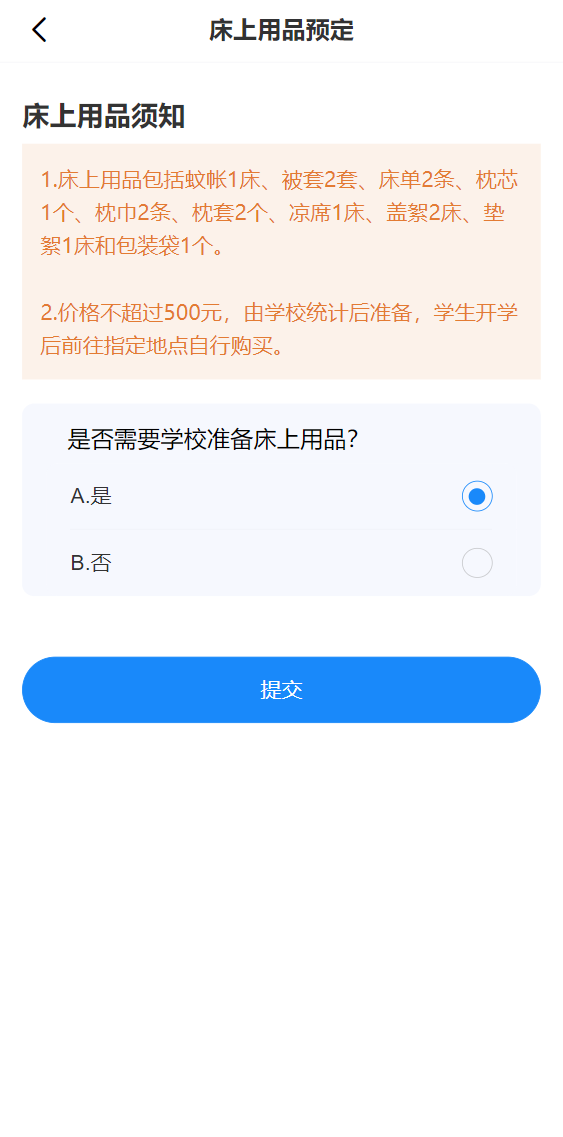 床上用品预定
床上用品须知
1.床上用品包括蚊帐1床、被套2套、床单2条、枕芯
1个、枕巾2条、枕套2个、凉席1床、盖絮2床、垫
絮1床和包装袋1个。
2.价格不超过500元，由学校统计后准备，学生开学
后前往指定地点自行购买。
是否需要学校准备床上用品？
A.是
B.否
提交